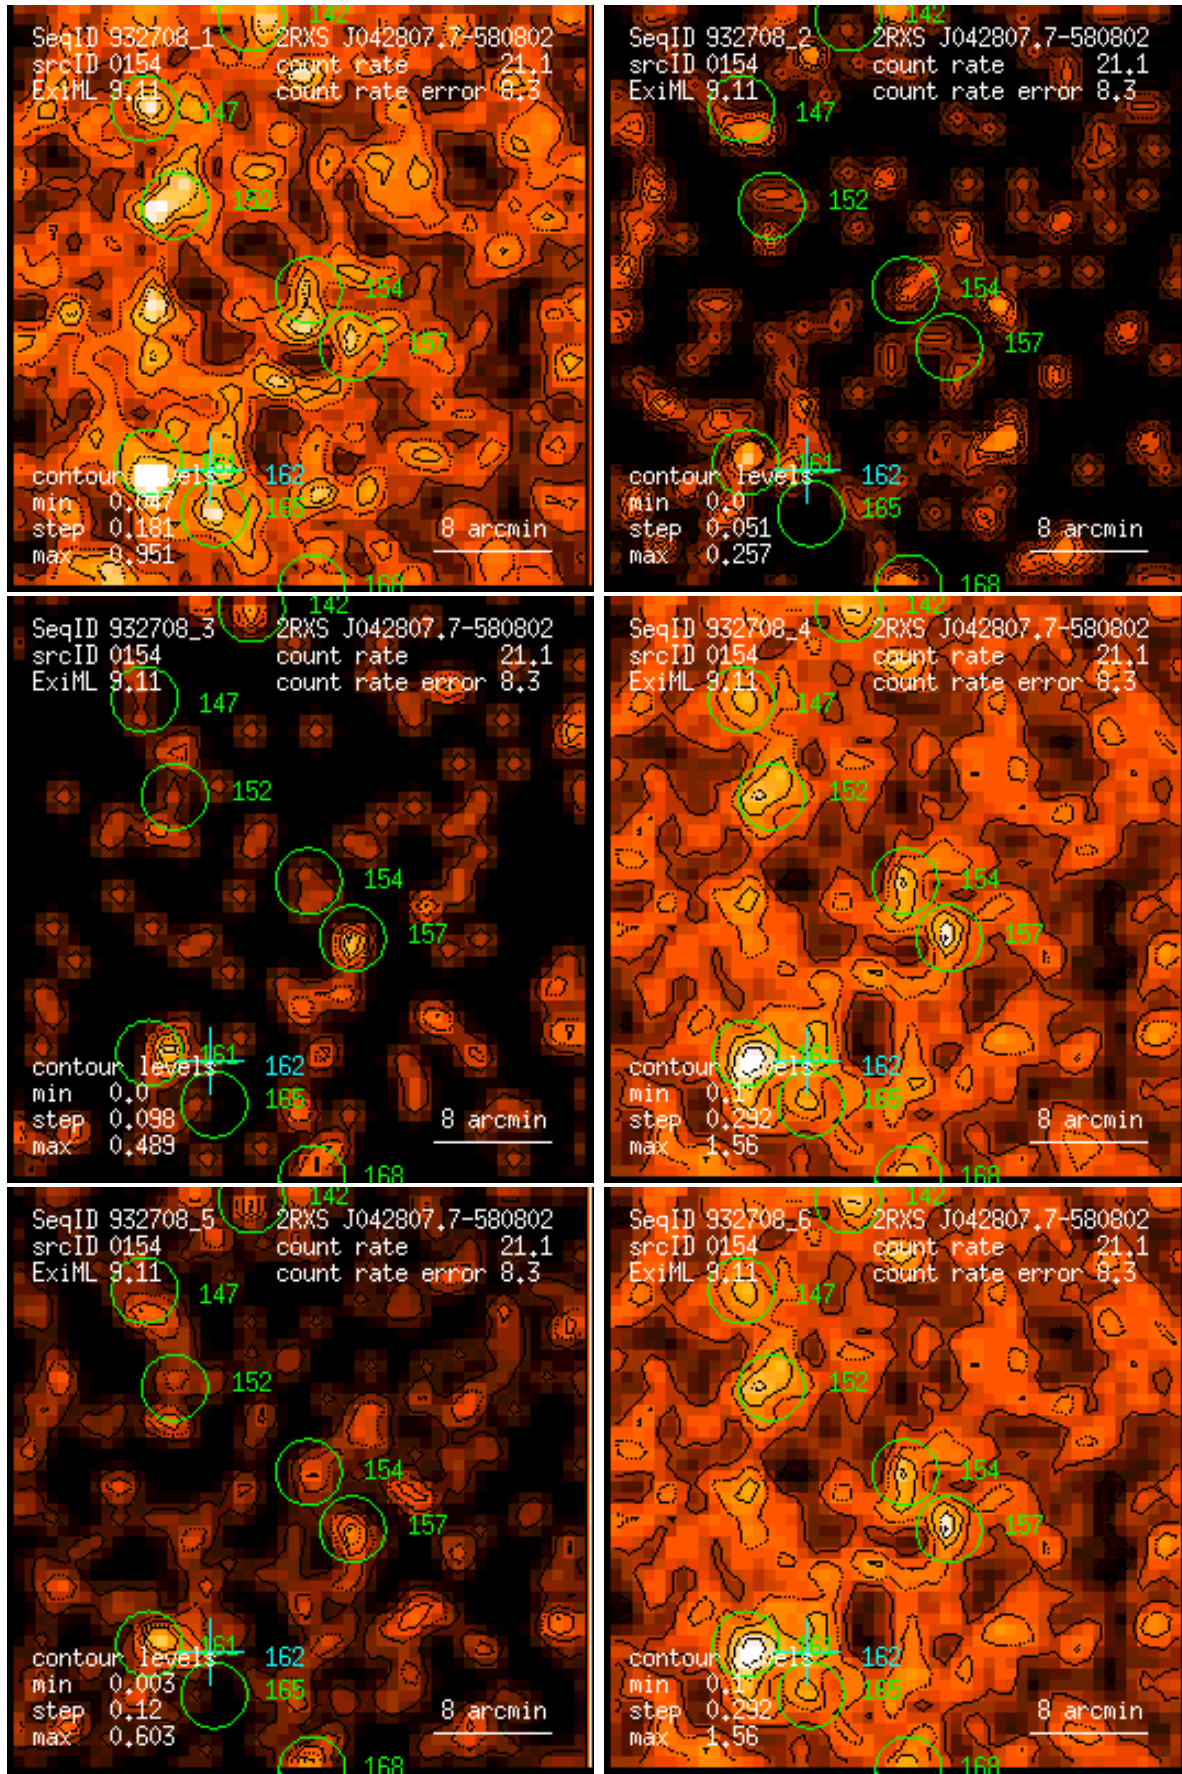 142
SeqID 932708_1 2RXS J042807.7-580802
srcID 0154 count rate 21.1
ExiML 9.11 count rate error 8.3
147
152
154
157
161
contour levels 162
min 0.047 165
step 0.181 8 arcmin
max 0.951
168
142
SeqID 932708_2 2RXS J042807.7-580802
srcID 0154 count rate 21.1
ExiML 9.11 count rate error 8.3
147
152
154
157
161
contour levels 162
min 0.0 165
step 0.051 8 arcmin
max 0.257
168
142
SeqID 932708_3 2RXS J042807.7-580802
srcID 0154 count rate 21.1
ExiML 9.11 count rate error 8.3
147
152
154
157
161
contour levels 162
min 0.0 165
step 0.098 8 arcmin
max 0.489
168
142
SeqID 932708_4 2RXS J042807.7-580802
srcID 0154 count rate 21.1
ExiML 9.11 count rate error 8.3
147
152
154
157
161
contour levels 162
min 0.1 165
step 0.292 8 arcmin
max 1.56
168
142
SeqID 932708_5 2RXS J042807.7-580802
srcID 0154 count rate 21.1
ExiML 9.11 count rate error 8.3
147
152
154
157
161
contour levels 162
min 0.003 165
step 0.12 8 arcmin
max 0.603
168
142
SeqID 932708_6 2RXS J042807.7-580802
srcID 0154 count rate 21.1
ExiML 9.11 count rate error 8.3
147
152
154
157
161
contour levels 162
min 0.1 165
step 0.292 8 arcmin
max 1.56
168